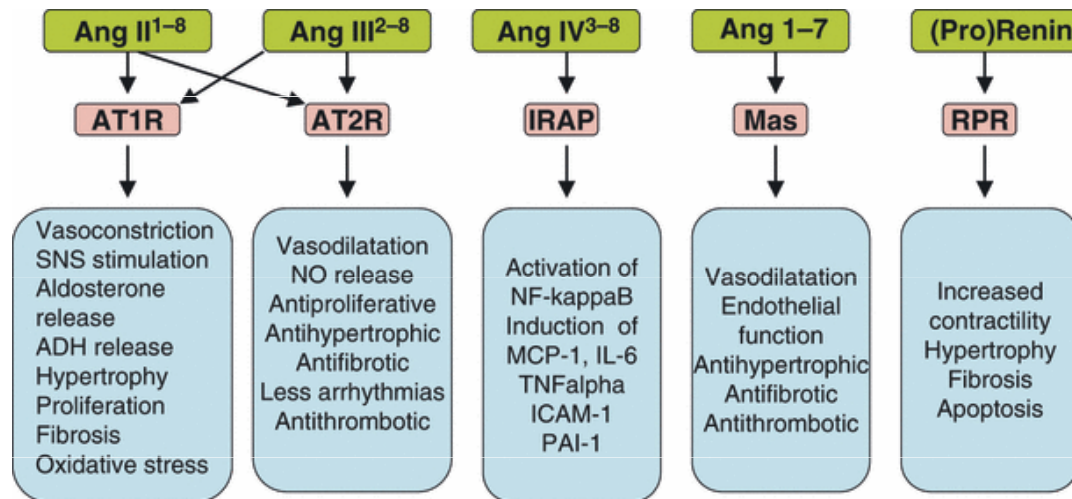 Ang II1–8
Ang III2–8
Ang IV3–8
Ang 1–7
(Pro)Renin
AT1R
AT2R
IRAP
Mas
RPR
Vasoconstriction
SNS stimulation
Aldosterone
release
ADH release
Hypertrophy
Proliferation
Fibrosis
Oxidative stress
Vasodilatation
NO release
Antiproliferative
Antihypertrophic
Antifibrotic
Less arrhythmias
Antithrombotic
Activation of
NF-kappaB
Induction of
MCP-1, IL-6
TNFalpha
ICAM-1
PAI-1
Vasodilatation
Endothelial
function
Antihypertrophic
Antifibrotic
Antithrombotic
Increased
contractility
Hypertrophy
Fibrosis
Apoptosis